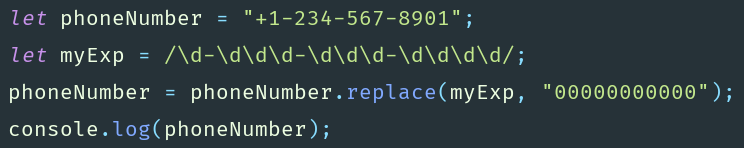 let phoneNumber = "+1-234-567-8901";
let myExp = /\d-\d\d\d-\d\d\d-\d\d\d\d/;
phoneNumber = phoneNumber.replace(myExp, "00000000000");
console.log(phoneNumber);